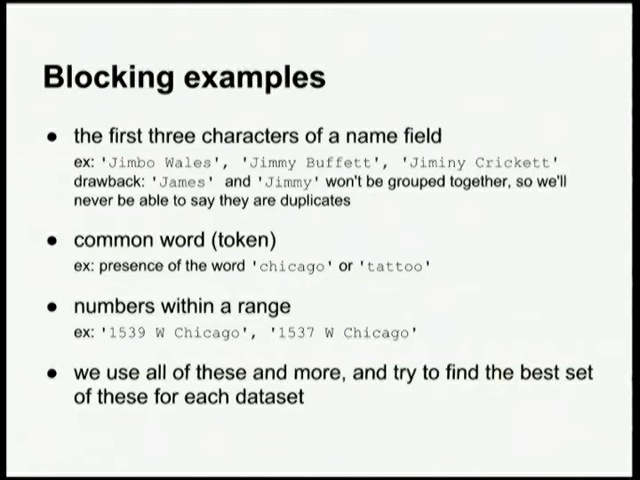 Blocking examples
● the first three characters of a name field
ex: 'Jimbo Wales', 'Jimmy Buffett', 'Jiminy Crickett'
drawback: 'James' and 'Jimmy' won't be grouped together, so we'll
never be able to say they are duplicates
● common word (token)
ex: presence of the word 'chicago' or 'tattoo'
● numbers within a range
ex: '1539 W Chicago', '1537 W Chicago'
● we use all of these and more, and try to find the best set
of these for each dataset